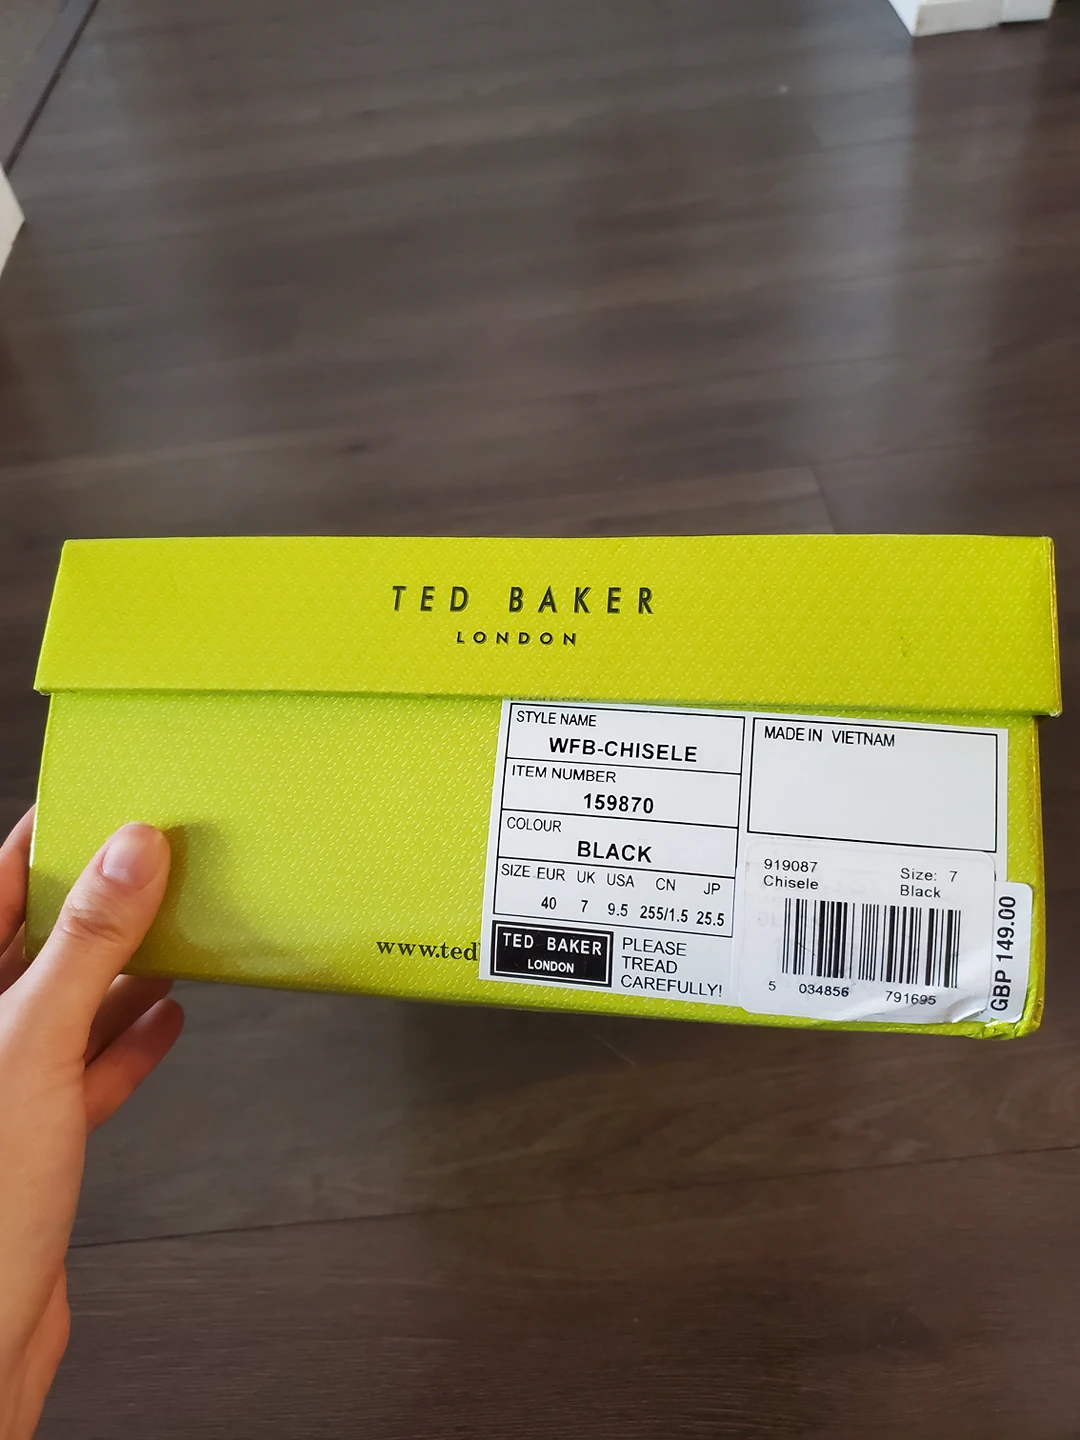 TED BAKER
LONDON
STYLE NAME
WFB-CHISELE
ITEM NUMBER
159870
COLOUR
BLACK
SIZE EUR UK USA CN JP
40 7 9.5 255/1.5 25.5
TED BAKER
LONDON
PLEASE
TREAD
CAREFULLY!
MADE IN VIETNAM
919087 Size: 7
Chisele Black
5 034856 791695
GBP 149.00
www.ted